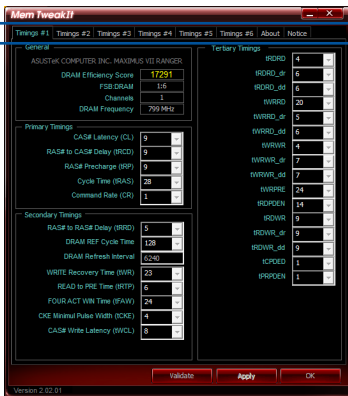 Mem TweakIt
Timings #1 Timings #2 Timings #3 Timings #4 Timings #5 Timings #6 About Notice
General
ASUSTeK COMPUTER INC. MAXIMUS VII RANGER
DRAM Efficiency Score 17291
FSB:DRAM 1:6
Channels 1
DRAM Frequency 799 MHz
Primary Timings
CAS# Latency (CL) 9
RAS# to CAS# Delay (tRCD) 9
RAS# Precharge (tRP) 9
Cycle Time (tRAS) 28
Command Rate (CR) 1
Secondary Timings
RAS# to RAS# Delay (tRRD) 5
DRAM REF Cycle Time 128
DRAM Refresh Interval 6240
WRITE Recovery Time (tWR) 23
READ to PRE Time (tRTP) 6
FOUR ACT WIN Time (tFAW) 24
CKE Minimul Pulse Width (tCKE) 4
CAS# Write Latency (tWCL) 8
Tertiary Timings
tRDRD 4
tRDRD_dr 6
tRDRD_dd 6
tWRRD 20
tWRRD_dr 5
tWRRD_dd 6
tWRWR 4
tWRWR_dr 7
tWRWR_dd 7
tWRPRE 24
tRDPDEN 14
tRDWR 9
tRDWR_dr 9
tRDWR_dd 9
tCPDED 1
tPRPDEN 1
Validate Apply OK
Version 2.02.01